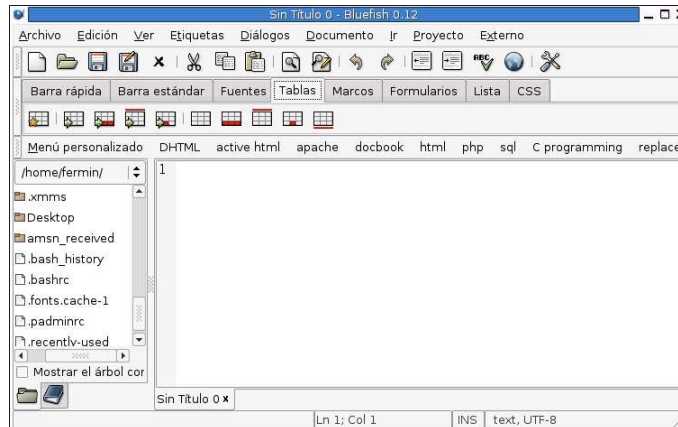 Sin Título 0 - Bluefish 0.12
Archivo Edición Ver Etiquetas Diálogos Documento Ir Proyecto Externo
Barra rápida Barra estándar Fuentes Tablas Marcos Formularios Lista CSS
Menú personalizado DHTML active html apache docbook html php sql C programming replace
/home/fermin/
1
.xmms
Desktop
amsn_received
.bash_history
.bashrc
.fonts.cache-1
.padminrc
.recently-used
Mostrar el árbol cor
Sin Título 0
Ln 1; Col 1 INS text, UTF-8